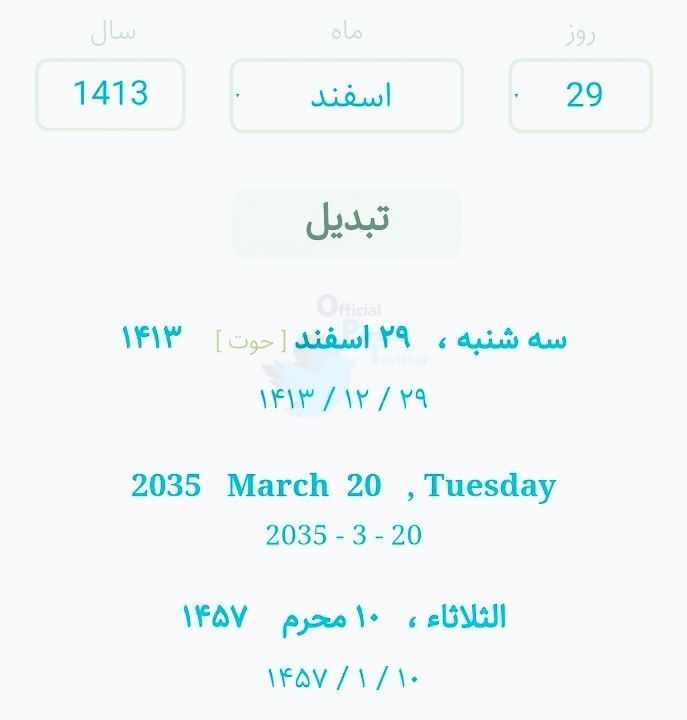 روز ماه سال
29 اسفند 1413
تبدیل
Official
سه شنبه ، ۲۹ اسفند [ حوت ] ۱۴۱۳
Twitter
۱۴۱۳ / ۱۲ / ۲۹
2035 March 20 , Tuesday
2035 - 3 - 20
الثلاثاء ، ۱۰ محرم ۱۴۵۷
۱۴۵۷ / ۱ / ۱۰